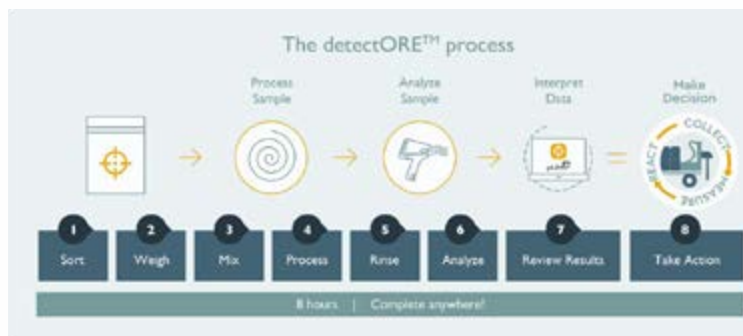 The detectORE™ process
Process
Sample
Analyze
Sample
Interpret
Data
Make
Decision
COLLECT
MEASURE
REACT
1
2
3
4
5
6
7
8
Sort
Weigh
Mix
Process
Rinse
Analyze
Review Results
Take Action
8 hours | Complete anywhere!